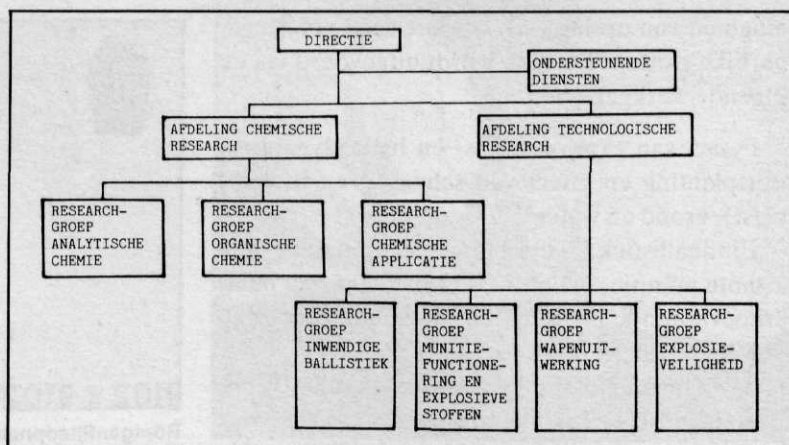 DIRECTIE
ONDERSTEUNENDE
DIENSTEN
AFDELING CHEMISCHE
RESEARCH
AFDELING TECHNOLOGISCHE
RESEARCH
RESEARCH-
GROEP
ANALYTISCHE
CHEMIE
RESEARCH-
GROEP
ORGANISCHE
CHEMIE
RESEARCH-
GROEP
CHEMISCHE
APPLICATIE
RESEARCH-
GROEP
INWENDIGE
BALLISTIEK
RESEARCH-
GROEP
MUNITIE-
FUNCTIONE-
RING EN
EXPLOSIEVE
STOFFEN
RESEARCH-
GROEP
WAPENUIT-
WERKING
RESEARCH-
GROEP
EXPLOSIE-
VEILIGHEID